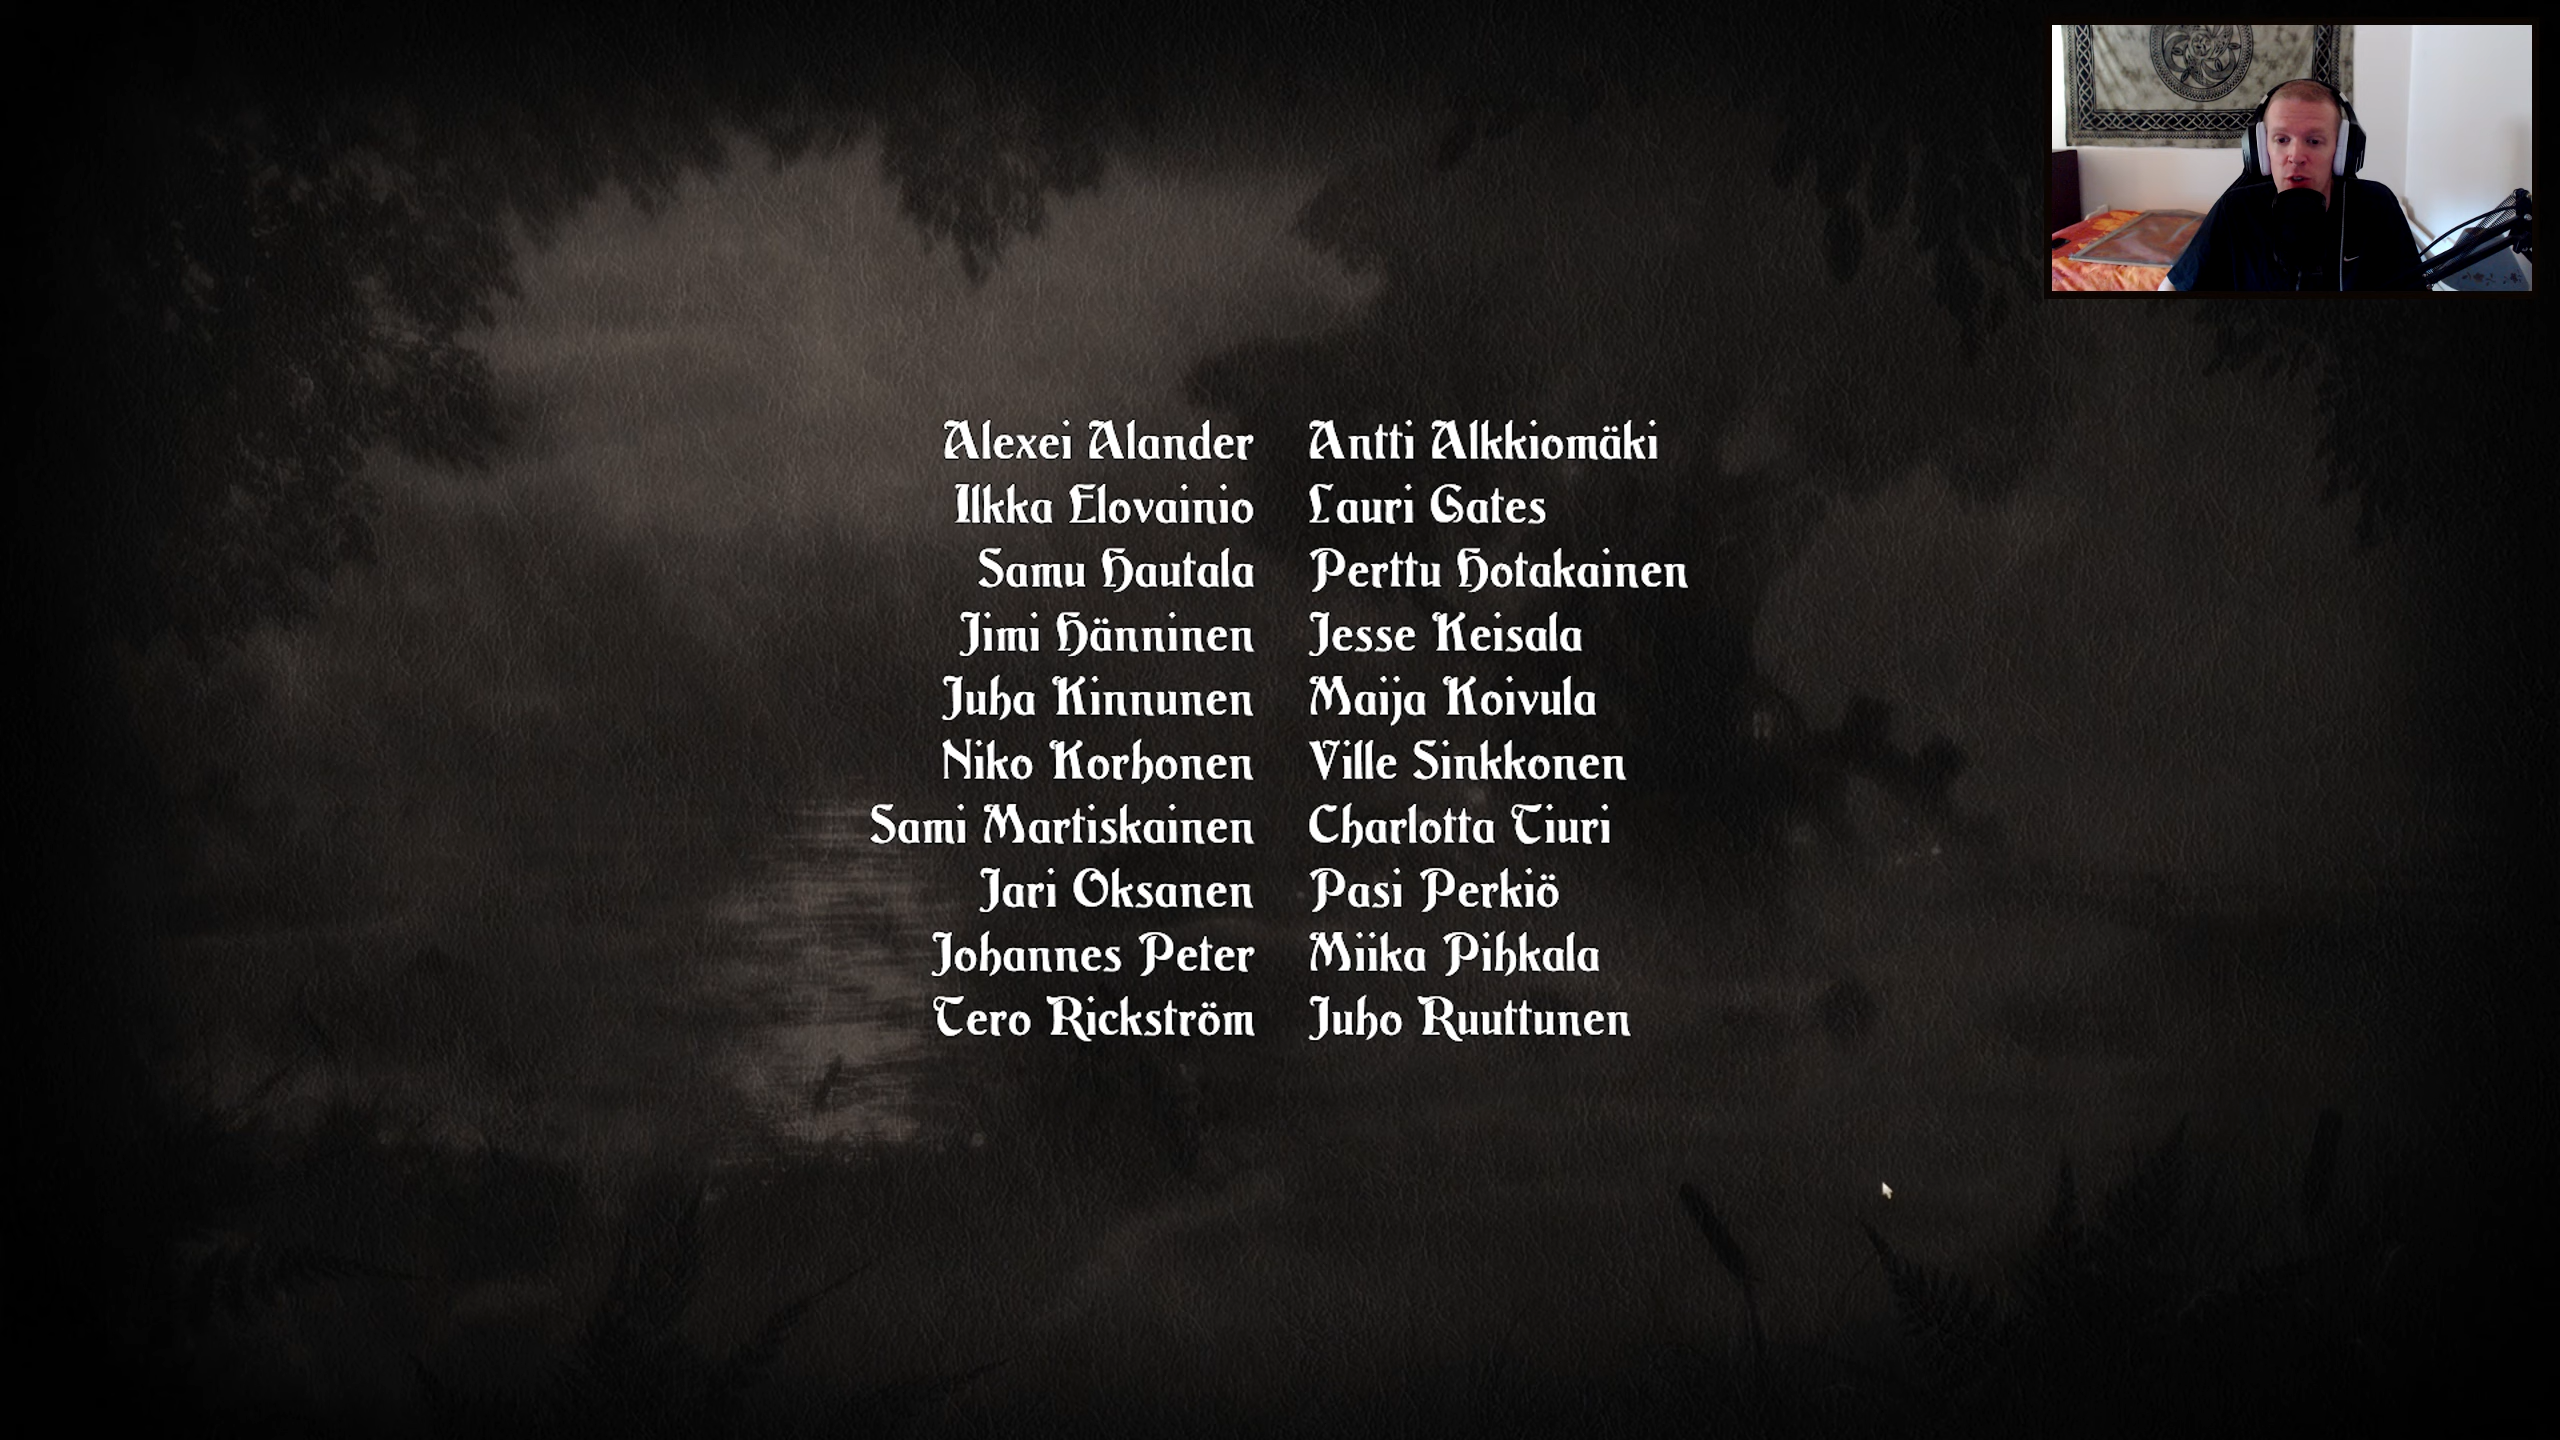 Alexei Alander Antti Alkkiomäki
Ilkka Elovainio Lauri Gates
Samu Hautala Perttu Hotakainen
Jimi Hänninen Jesse Keisala
Juha Kinnunen Maija Koivula
Niko Korhonen Ville Sinkkonen
Sami Martiskainen Charlotta Tiuri
Jari Oksanen Pasi Perkiö
Johannes Peter Miika Pihkala
Tero Rickström Juho Ruuttunen